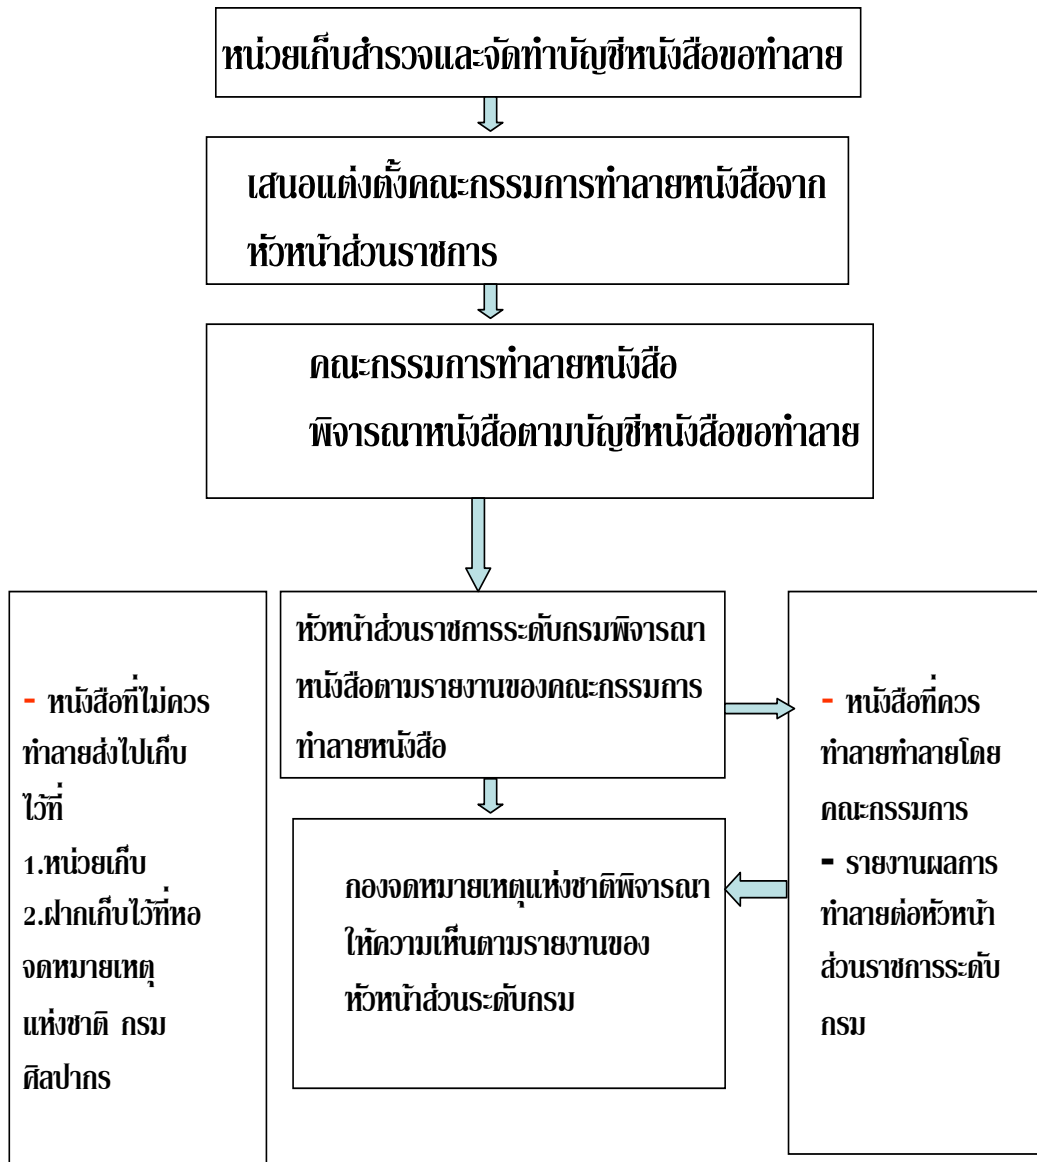 หน่วยเก็บสำรวจและจัดทำบัญชีหนังสือขอทำลาย
เสนอแต่งตั้งคณะกรรมการทำลายหนังสือจาก
หัวหน้าส่วนราชการ
คณะกรรมการทำลายหนังสือ
พิจารณาหนังสือตามบัญชีหนังสือขอทำลาย
หัวหน้าส่วนราชการระดับกรมพิจารณา
หนังสือตามรายงานของคณะกรรมการ
ทำลายหนังสือ
- หนังสือที่ไม่ควร
ทำลายส่งไปเก็บ
ไว้ที่
1.หน่วยเก็บ
2.ฝากเก็บไว้ที่หอ
จดหมายเหตุ
แห่งชาติ กรม
ศิลปากร
กองจดหมายเหตุแห่งชาติพิจารณา
ให้ความเห็นตามรายงานของ
หัวหน้าส่วนระดับกรม
- หนังสือที่ควร
ทำลายทำลายโดย
คณะกรรมการ
- รายงานผลการ
ทำลายต่อหัวหน้า
ส่วนราชการระดับ
กรม